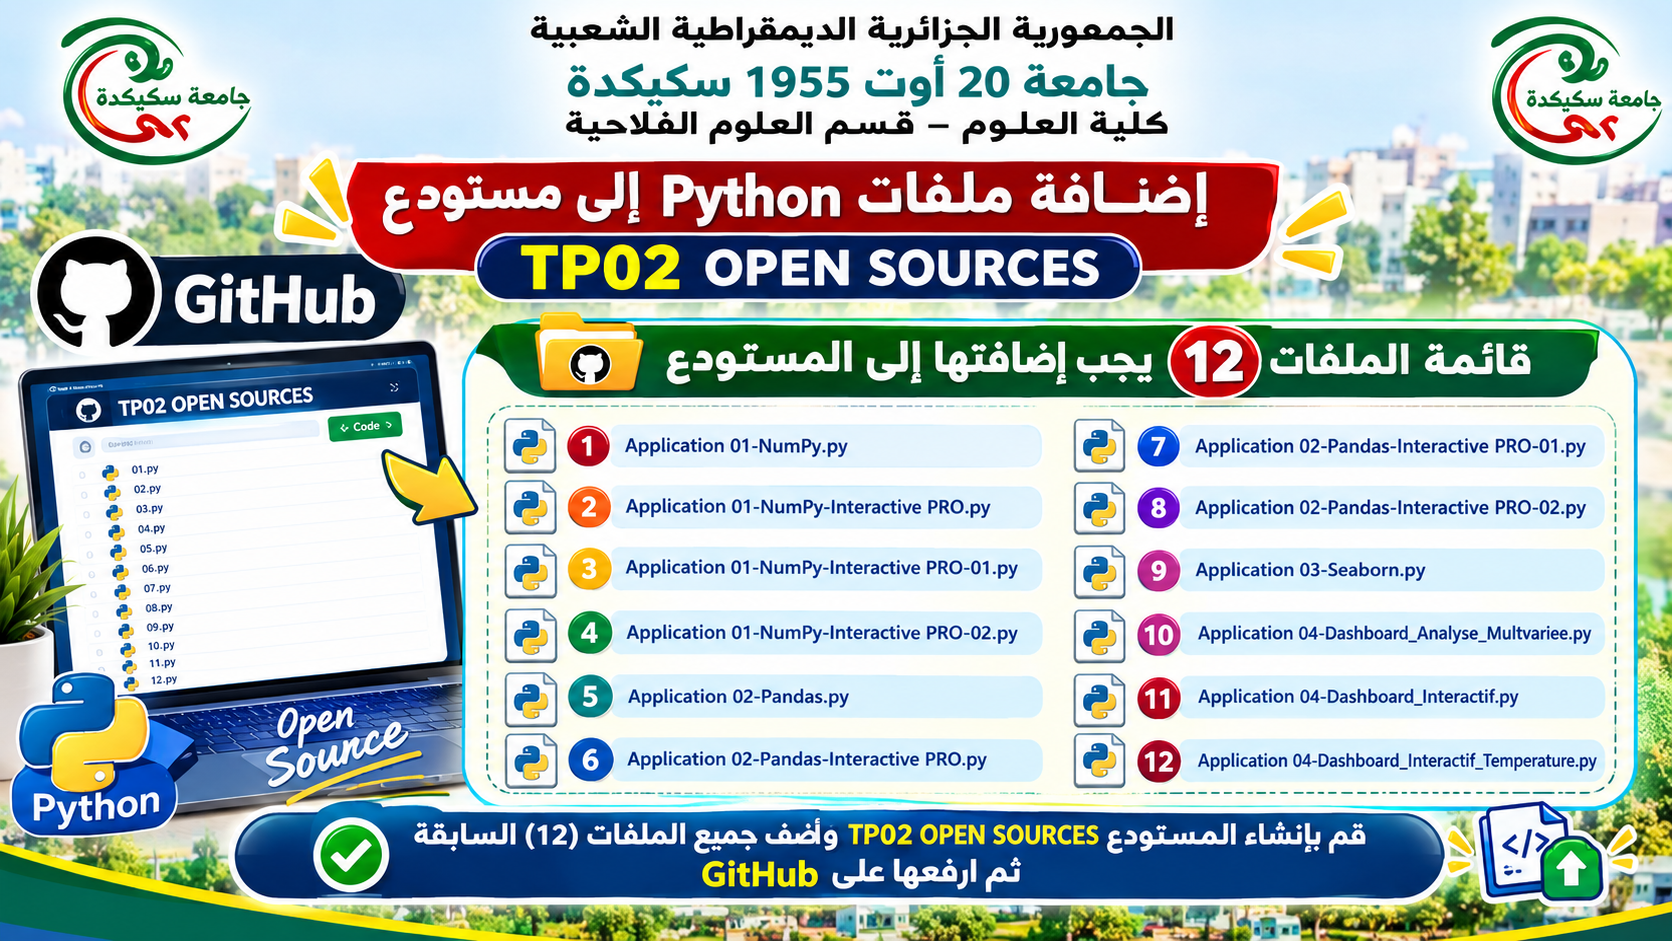 الجمهورية الجزائرية الديمقراطية الشعبية
جامعة 20 أوت 1955 سكيكدة
كلية العلـوم – قـسـم العلوم الفلاحية
جامعة سكيكدة
جامعة سكيكدة
إضـافة ملفات Python إلى مستودع
TP02 OPEN SOURCES
GitHub
قائمة الملفات 12 يجب إضافتها إلى المستودع
TP02 OPEN SOURCES
Code
01.py
02.py
03.py
04.py
05.py
06.py
07.py
08.py
09.py
10.py
11.py
12.py
Open
Sounce
Python
1 Application 01-NumPy.py
2 Application 01-NumPy-Interactive PRO.py
3 Application 01-NumPy-Interactive PRO-01.py
4 Application 01-NumPy-Interactive PRO-02.py
5 Application 02-Pandas.py
6 Application 02-Pandas-Interactive PRO.py
7 Application 02-Pandas-Interactive PRO-01.py
8 Application 02-Pandas-Interactive PRO-02.py
9 Application 03-Seaborn.py
10 Application 04-Dashboard_Analyse_Multvariee.py
11 Application 04-Dashboard_Interactif.py
12 Application 04-Dashboard_Interactif_Temperature.py
قم بإنشاء المستودع TP02 OPEN SOURCES وأضف جميع الملفات (12) السابقة
ثم ارفعها على GitHub